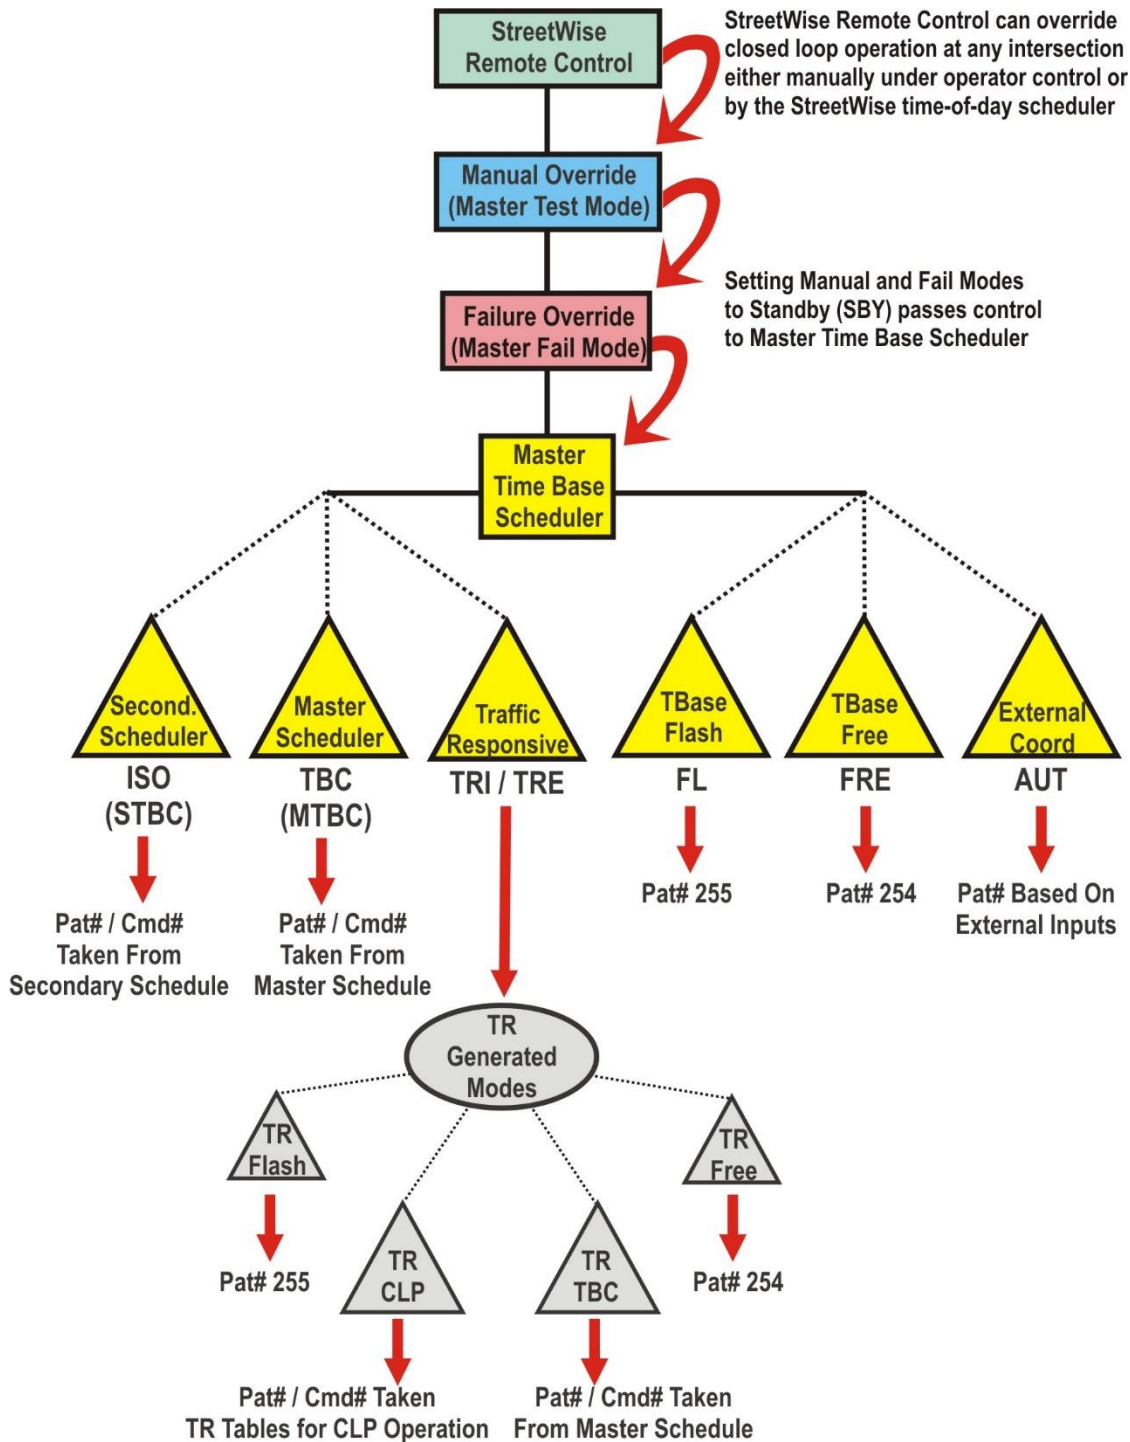 StreetWise
Remote Control
StreetWise Remote Control can override
closed loop operation at any intersection
either manually under operator control or
by the StreetWise time-of-day scheduler
Manual Override
(Master Test Mode)
Setting Manual and Fail Modes
to Standby (SBY) passes control
to Master Time Base Scheduler
Failure Override
(Master Fail Mode)
Master
Time Base
Scheduler
Second.
Scheduler
ISO
(STBC)
Pat# / Cmd#
Taken From
Secondary Schedule
Master
Scheduler
TBC
(MTBC)
Pat# / Cmd#
Taken From
Master Schedule
Traffic
Responsive
TRI / TRE
TBase
Flash
FL
Pat# 255
TBase
Free
FRE
Pat# 254
External
Coord
AUT
Pat# Based On
External Inputs
TR
Generated
Modes
TR
Flash
Pat# 255
TR
CLP
Pat# / Cmd# Taken
TR Tables for CLP Operation
TR
TBC
Pat# / Cmd# Taken
From Master Schedule
TR
Free
Pat# 254